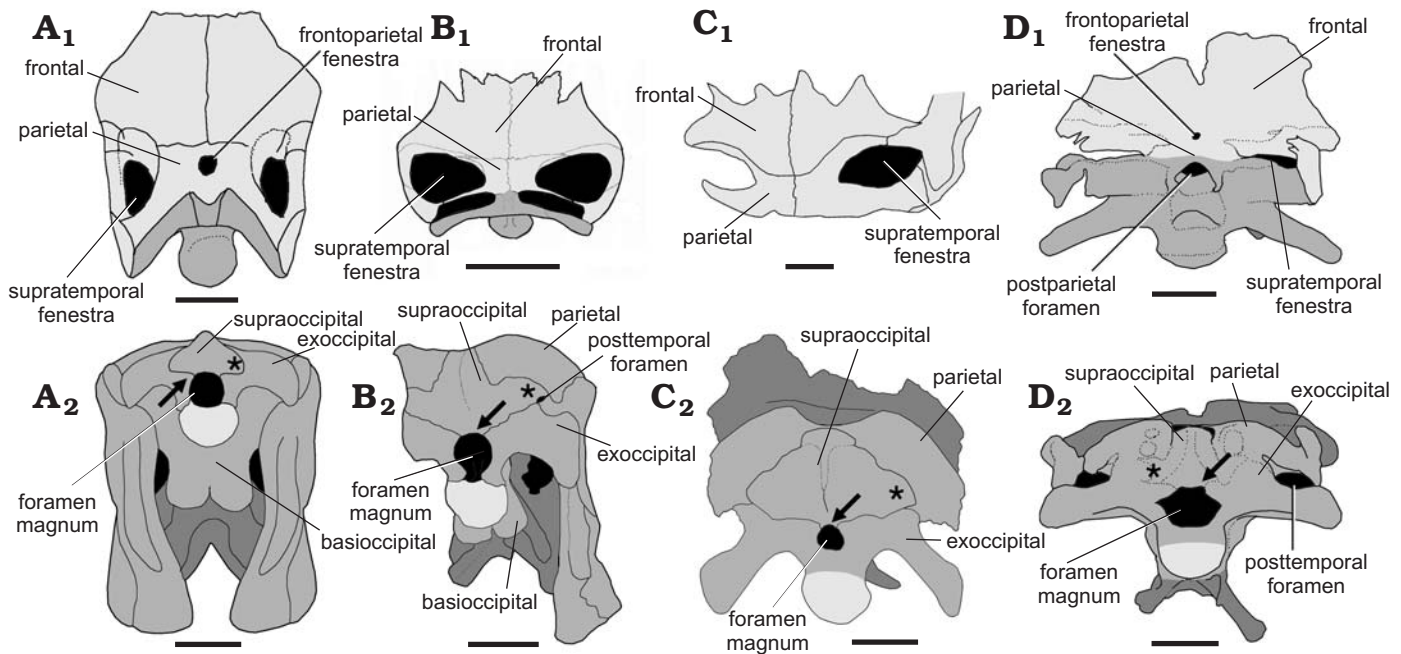 A1
frontoparietal
fenestra
frontal
parietal
supratemporal
fenestra
B1
frontal
parietal
supratemporal
fenestra
C1
frontal
parietal
supratemporal
fenestra
D1
frontoparietal
fenestra
frontal
parietal
postparietal
foramen
supratemporal
fenestra
A2
supraoccipital
exoccipital
*
foramen
magnum
basioccipital
B2
supraoccipital
parietal
posttemporal
foramen
*
exoccipital
foramen
magnum
basioccipital
C2
supraoccipital
parietal
*
exoccipital
foramen
magnum
D2
supraoccipital
parietal
exoccipital
*
foramen
magnum
posttemporal
foramen